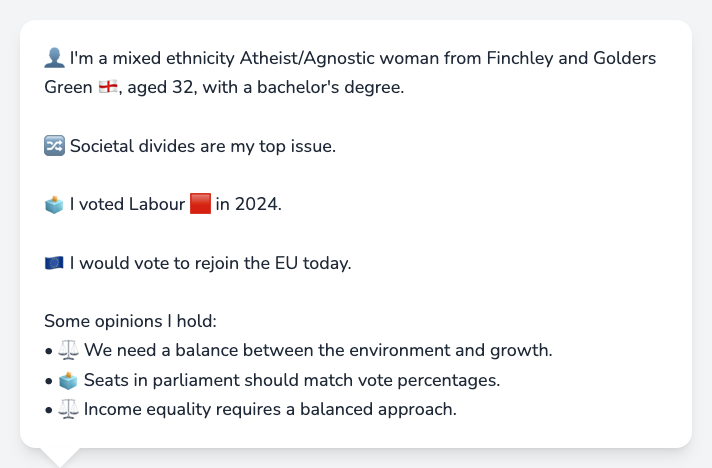 👤 I'm a mixed ethnicity Atheist/Agnostic woman from Finchley and Golders
Green 🏴󠁧󠁢󠁥󠁮󠁧󠁿, aged 32, with a bachelor's degree.
🔀 Societal divides are my top issue.
🗳️ I voted Labour 🟥 in 2024.
🇪🇺 I would vote to rejoin the EU today.
Some opinions I hold:
• ⚖️ We need a balance between the environment and growth.
• 🗳️ Seats in parliament should match vote percentages.
• ⚖️ Income equality requires a balanced approach.